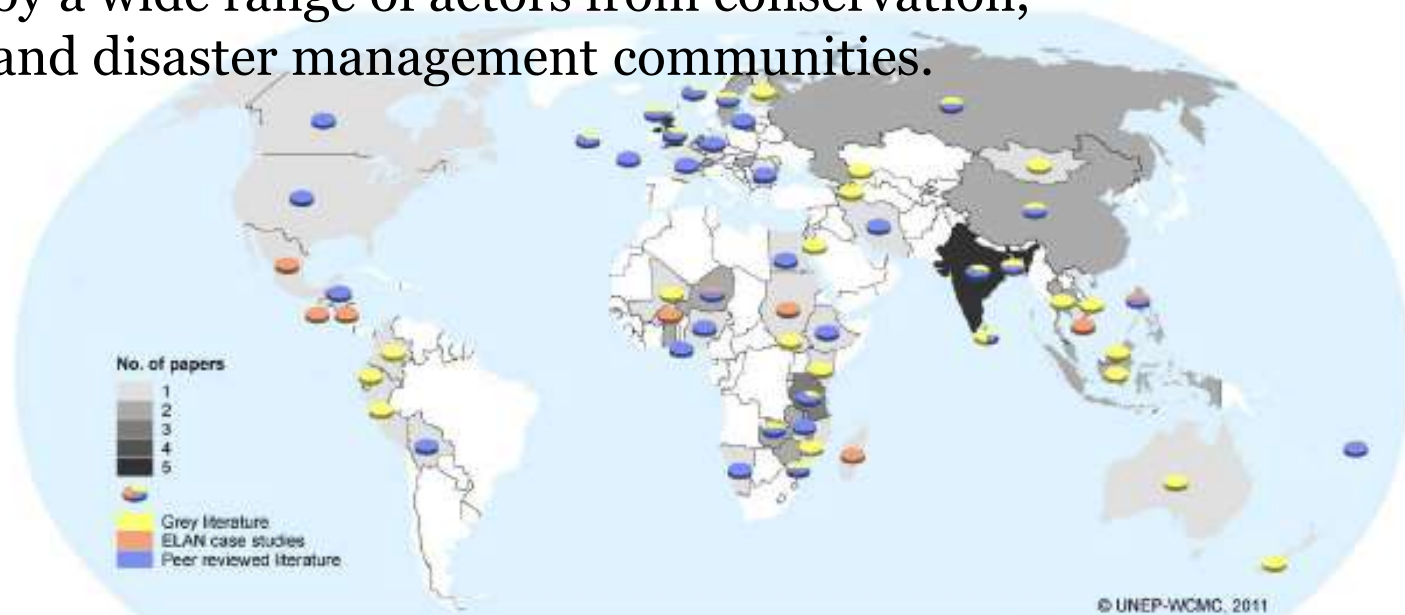 by a wide range of actors from conservation,
and disaster management communities.
No. of papers
1
2
3
4
5
Grey literature
ELAN case studies
Peer reviewed literature
© UNEP-WCMC, 2011